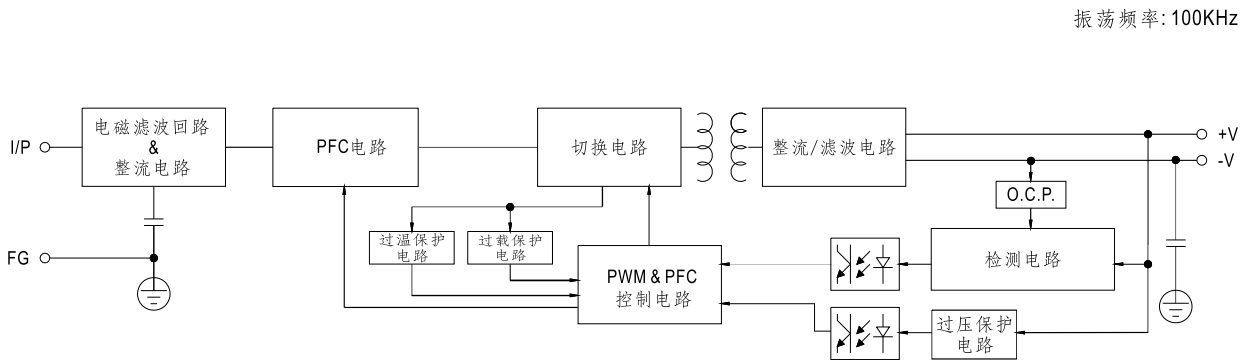 振荡频率: 100KHz
I/P
电磁滤波回路
&
整流电路
PFC电路
切换电路
整流/滤波电路
+V
-V
O.C.P.
FG
过温保护
电路
过载保护
电路
PWM & PFC
控制电路
检测电路
过压保护
电路